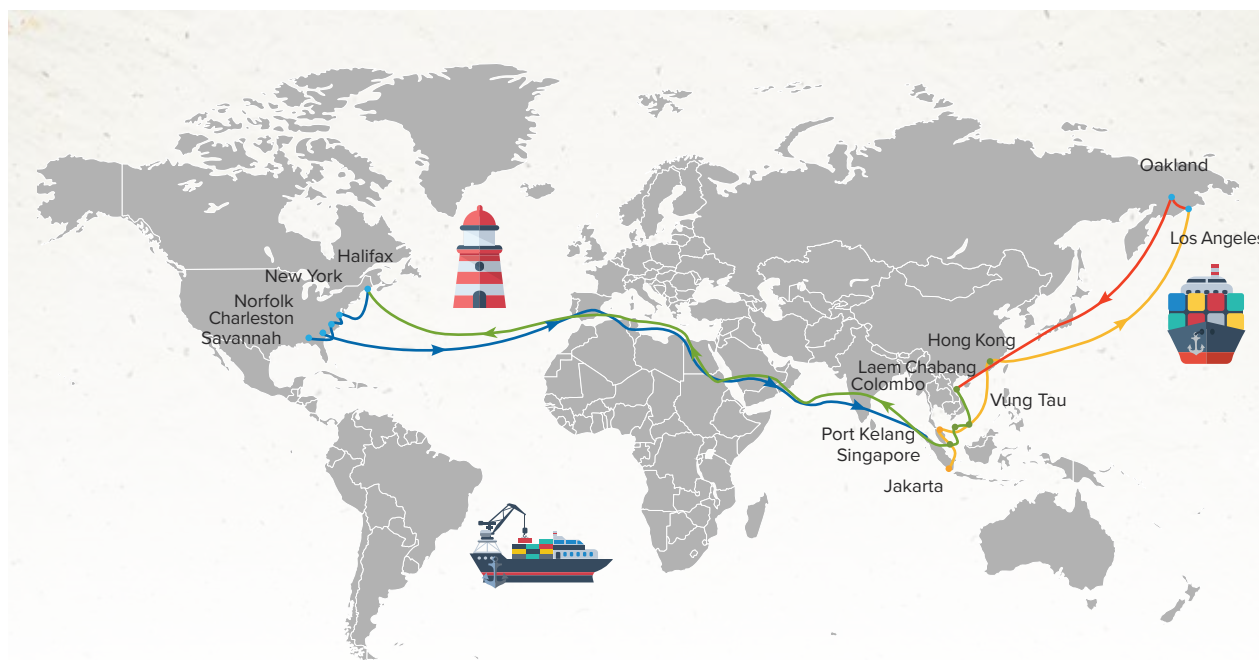 Oakland
Los Angeles
Halifax
New York
Norfolk
Charleston
Savannah
Hong Kong
Laem Chabang
Colombo
Vung Tau
Port Kelang
Singapore
Jakarta